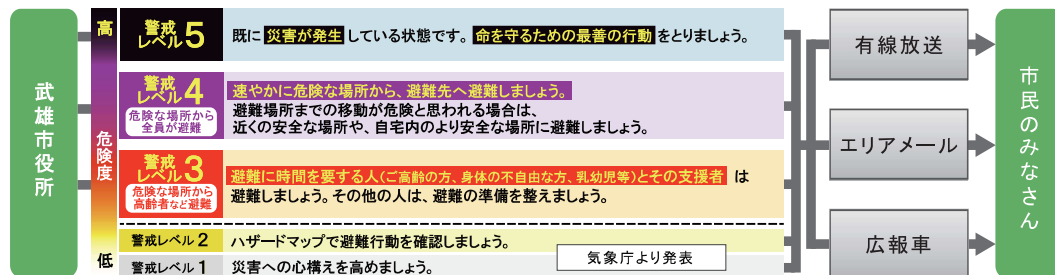 武雄市役所
高
危険度
低
警戒
レベル5
既に災害が発生している状態です。命を守るための最善の行動をとりましょう。
警戒
レベル4
危険な場所から
全員が避難
速やかに危険な場所から、避難先へ避難しましょう。
避難場所までの移動が危険と思われる場合は、
近くの安全な場所や、自宅内のより安全な場所に避難しましょう。
警戒
レベル3
危険な場所から
高齢者など避難
避難に時間を要する人(ご高齢の方、身体の不自由な方、乳幼児等)とその支援者 は
避難しましょう。その他の人は、避難の準備を整えましょう。
警戒レベル2
ハザードマップで避難行動を確認しましょう。
警戒レベル1
災害への心構えを高めましょう。
気象庁より発表
有線放送
エリアメール
広報車
市民のみなさん